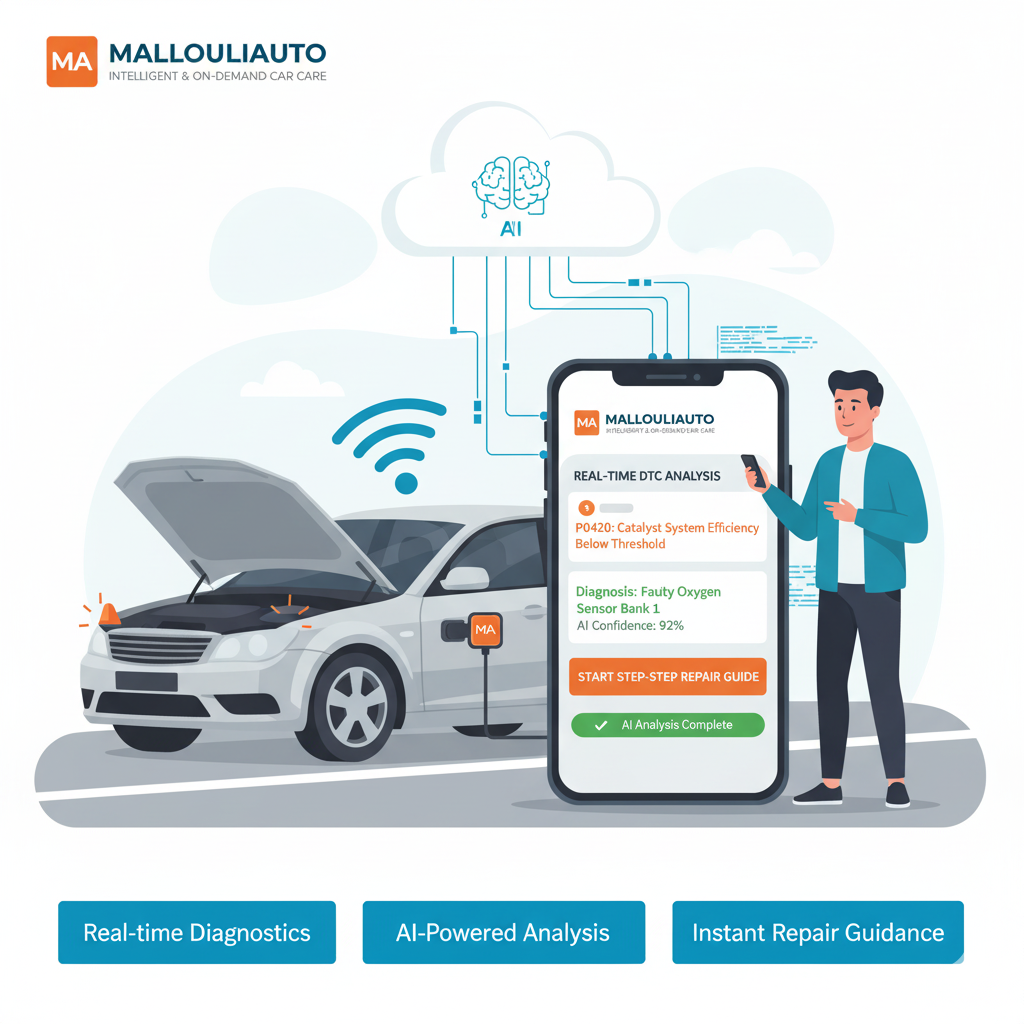 MA
MALLOULIAUTO
INTELLIGENT & ON-DEMAND CAR CARE
AI
MA
MALLOULIAUTO
REAL-TIME DTC ANALYSIS
P0420: Catalyst System Efficiency
Below Threshold
Diagnosis: Fauty Oxygen
Sensor Bank 1
AI Confidence: 92%
START STEP-STEP REPAIR GUIDE
AI Analysis Complete
MA
Real-time Diagnostics
AI-Powered Analysis
Instant Repair Guidance